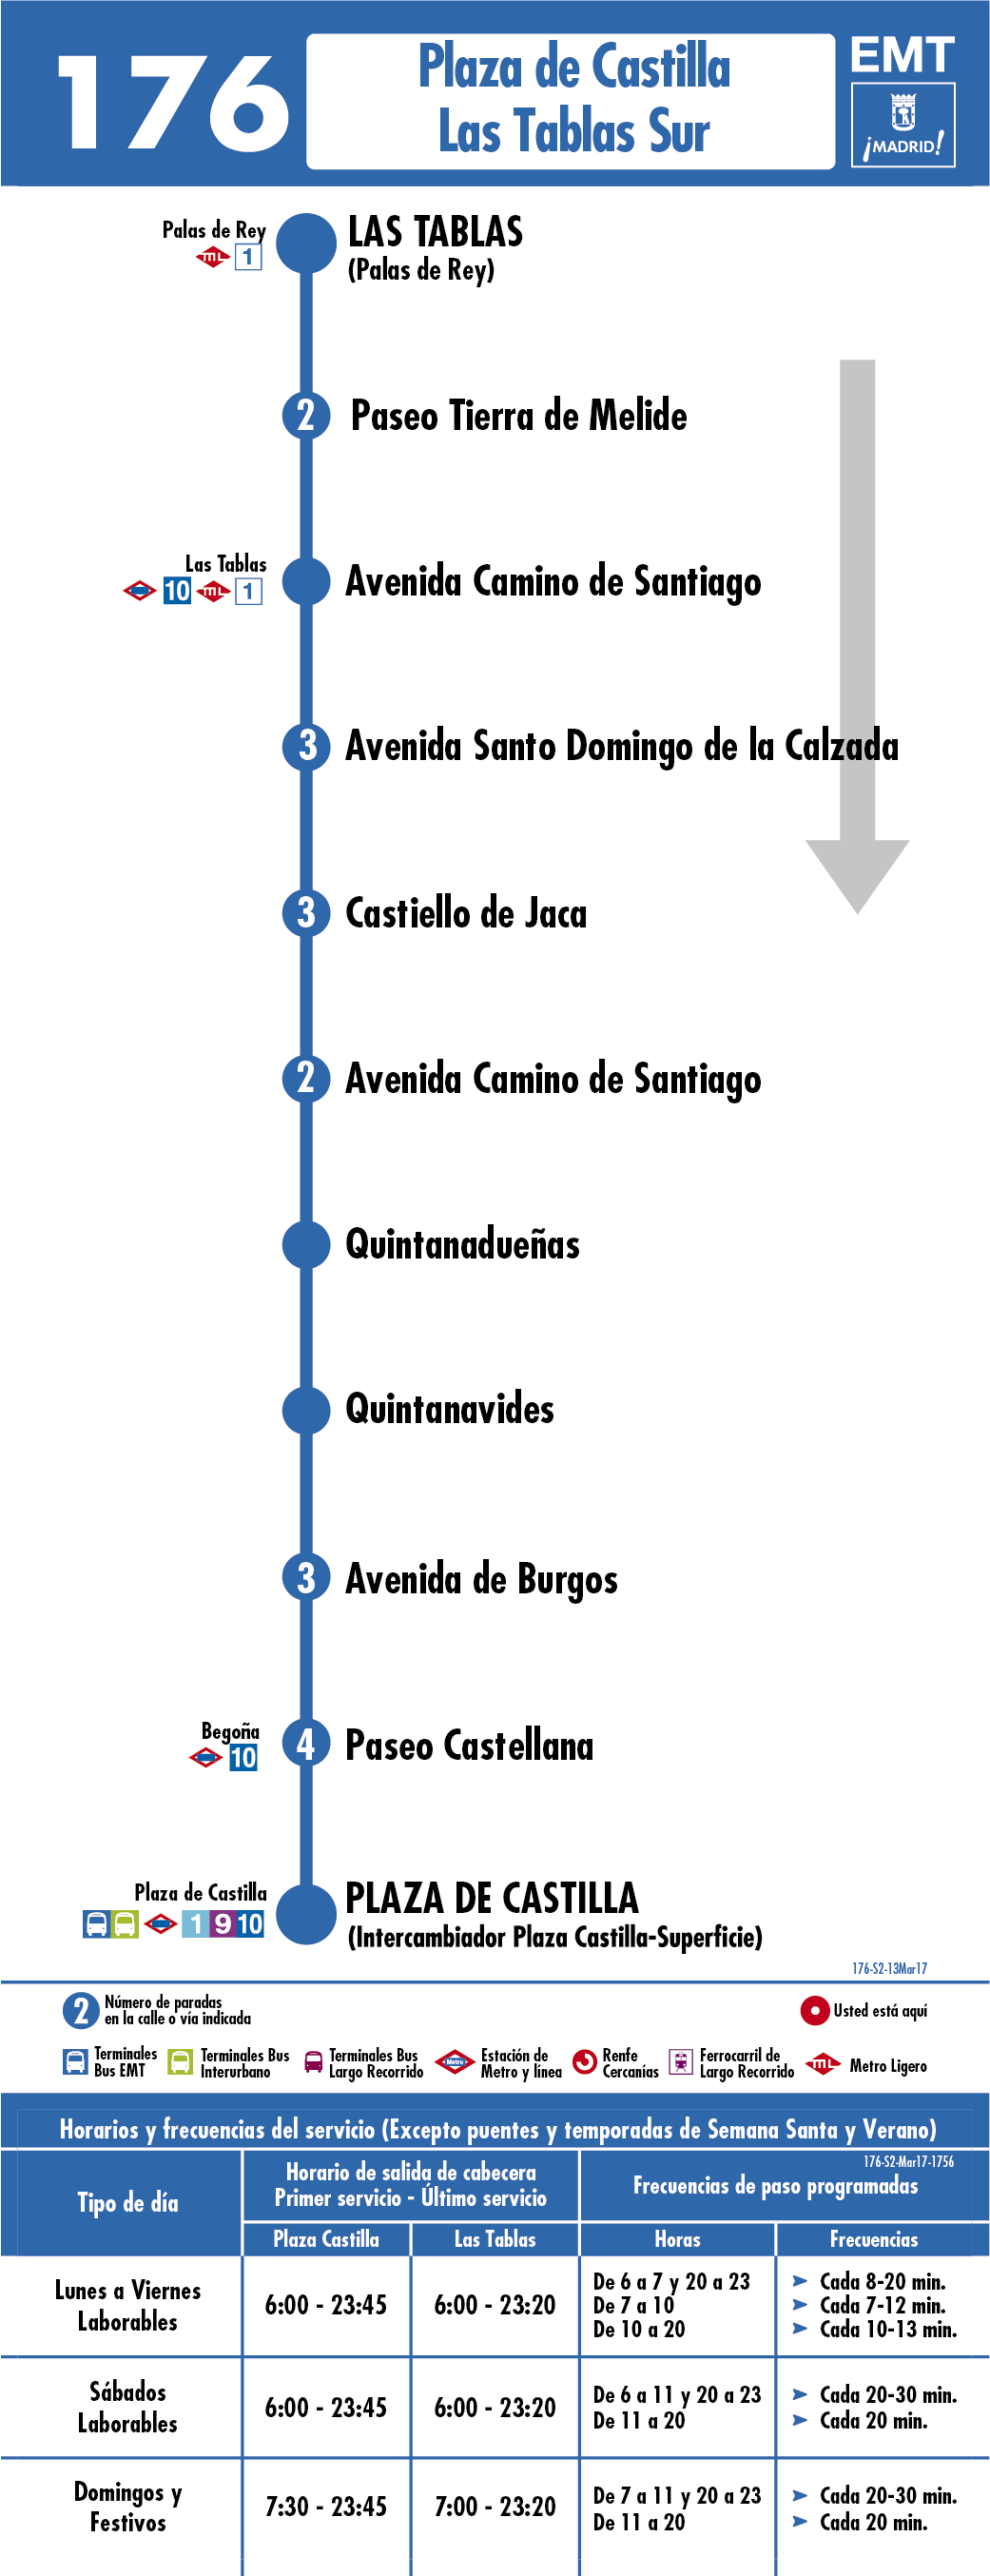 176
Plaza de Castilla
Las Tablas Sur
EMT
¡MADRID!
Palas de Rey
mL 1
LAS TABLAS
(Palas de Rey)
2 Paseo Tierra de Melide
Las Tablas
10 mL 1
Avenida Camino de Santiago
3 Avenida Santo Domingo de la Calzada
3 Castiello de Jaca
2 Avenida Camino de Santiago
Quintanadueñas
Quintanavides
3 Avenida de Burgos
Begoña
10
4 Paseo Castellana
Plaza de Castilla
1 9 10
PLAZA DE CASTILLA
(Intercambiador Plaza Castilla-Superficie)
176-S2-13Mar17
2 Número de paradas
en la calle o vía indicada
Usted está aquí
Terminales
Bus EMT
Terminales Bus
Interurbano
Terminales Bus
Largo Recorrido
Metro
Estación de
Metro y línea
Renfe
Cercanías
Ferrocarril de
Largo Recorrido
mL Metro Ligero
Horarios y frecuencias del servicio (Excepto puentes y temporadas de Semana Santa y Verano)
176-S2-Mar17-1756
Tipo de día
Horario de salida de cabecera
Primer servicio - Último servicio
Frecuencias de paso programadas
Plaza Castilla
Las Tablas
Horas
Frecuencias
Lunes a Viernes
Laborables
6:00 - 23:45
6:00 - 23:20
De 6 a 7 y 20 a 23 ➤ Cada 8-20 min.
De 7 a 10 ➤ Cada 7-12 min.
De 10 a 20 ➤ Cada 10-13 min.
Sábados
Laborables
6:00 - 23:45
6:00 - 23:20
De 6 a 11 y 20 a 23 ➤ Cada 20-30 min.
De 11 a 20 ➤ Cada 20 min.
Domingos y
Festivos
7:30 - 23:45
7:00 - 23:20
De 7 a 11 y 20 a 23 ➤ Cada 20-30 min.
De 11 a 20 ➤ Cada 20 min.